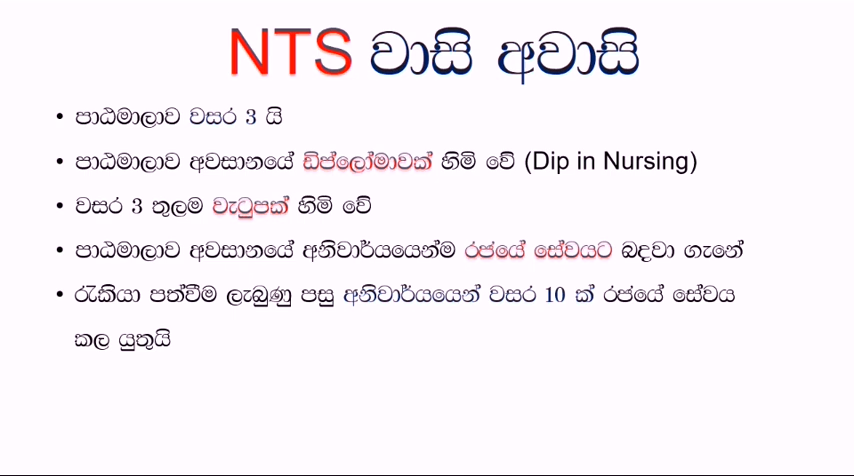 NTS වාසි අවාසි
• පාඨමාලාව වසර 3 යි
• පාඨමාලාව අවසානයේ ඩිප්ලෝමාවක් හිමි වේ (Dip in Nursing)
• වසර 3 තුලම වැටුපක් හිමි වේ
• පාඨමාලාව අවසානයේ අනිවාර්යයෙන්ම රජයේ සේවයට බදවා ගැනේ
• රැකියා පත්වීම ලැබුණු පසු අනිවාර්යයෙන් වසර 10 ක් රජයේ සේවය
කල යුතුයි